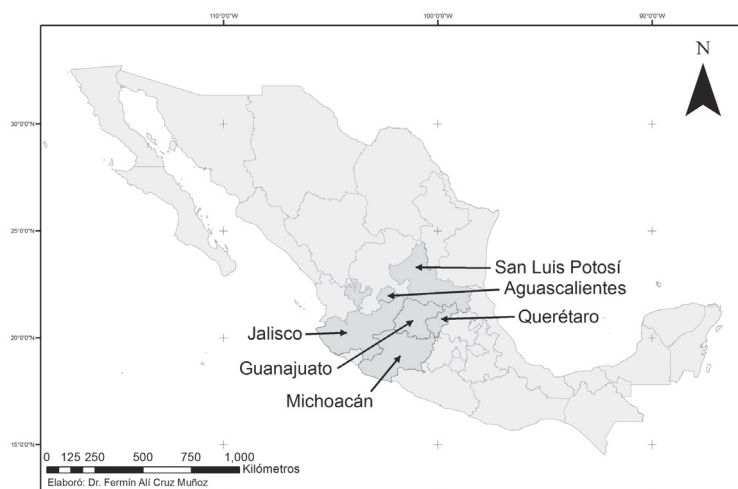 110°0'0"W
100°0'0"W
90°0'0"W
N
30°0'0"N
25°0'0"N
San Luis Potosí
Aguascalientes
Querétaro
Jalisco
20°0'0"N
Guanajuato
Michoacán
15°0'0"N
0 125 250 500 750 1,000
Kilómetros
Elaboró: Dr. Fermín Alí Cruz Muñoz